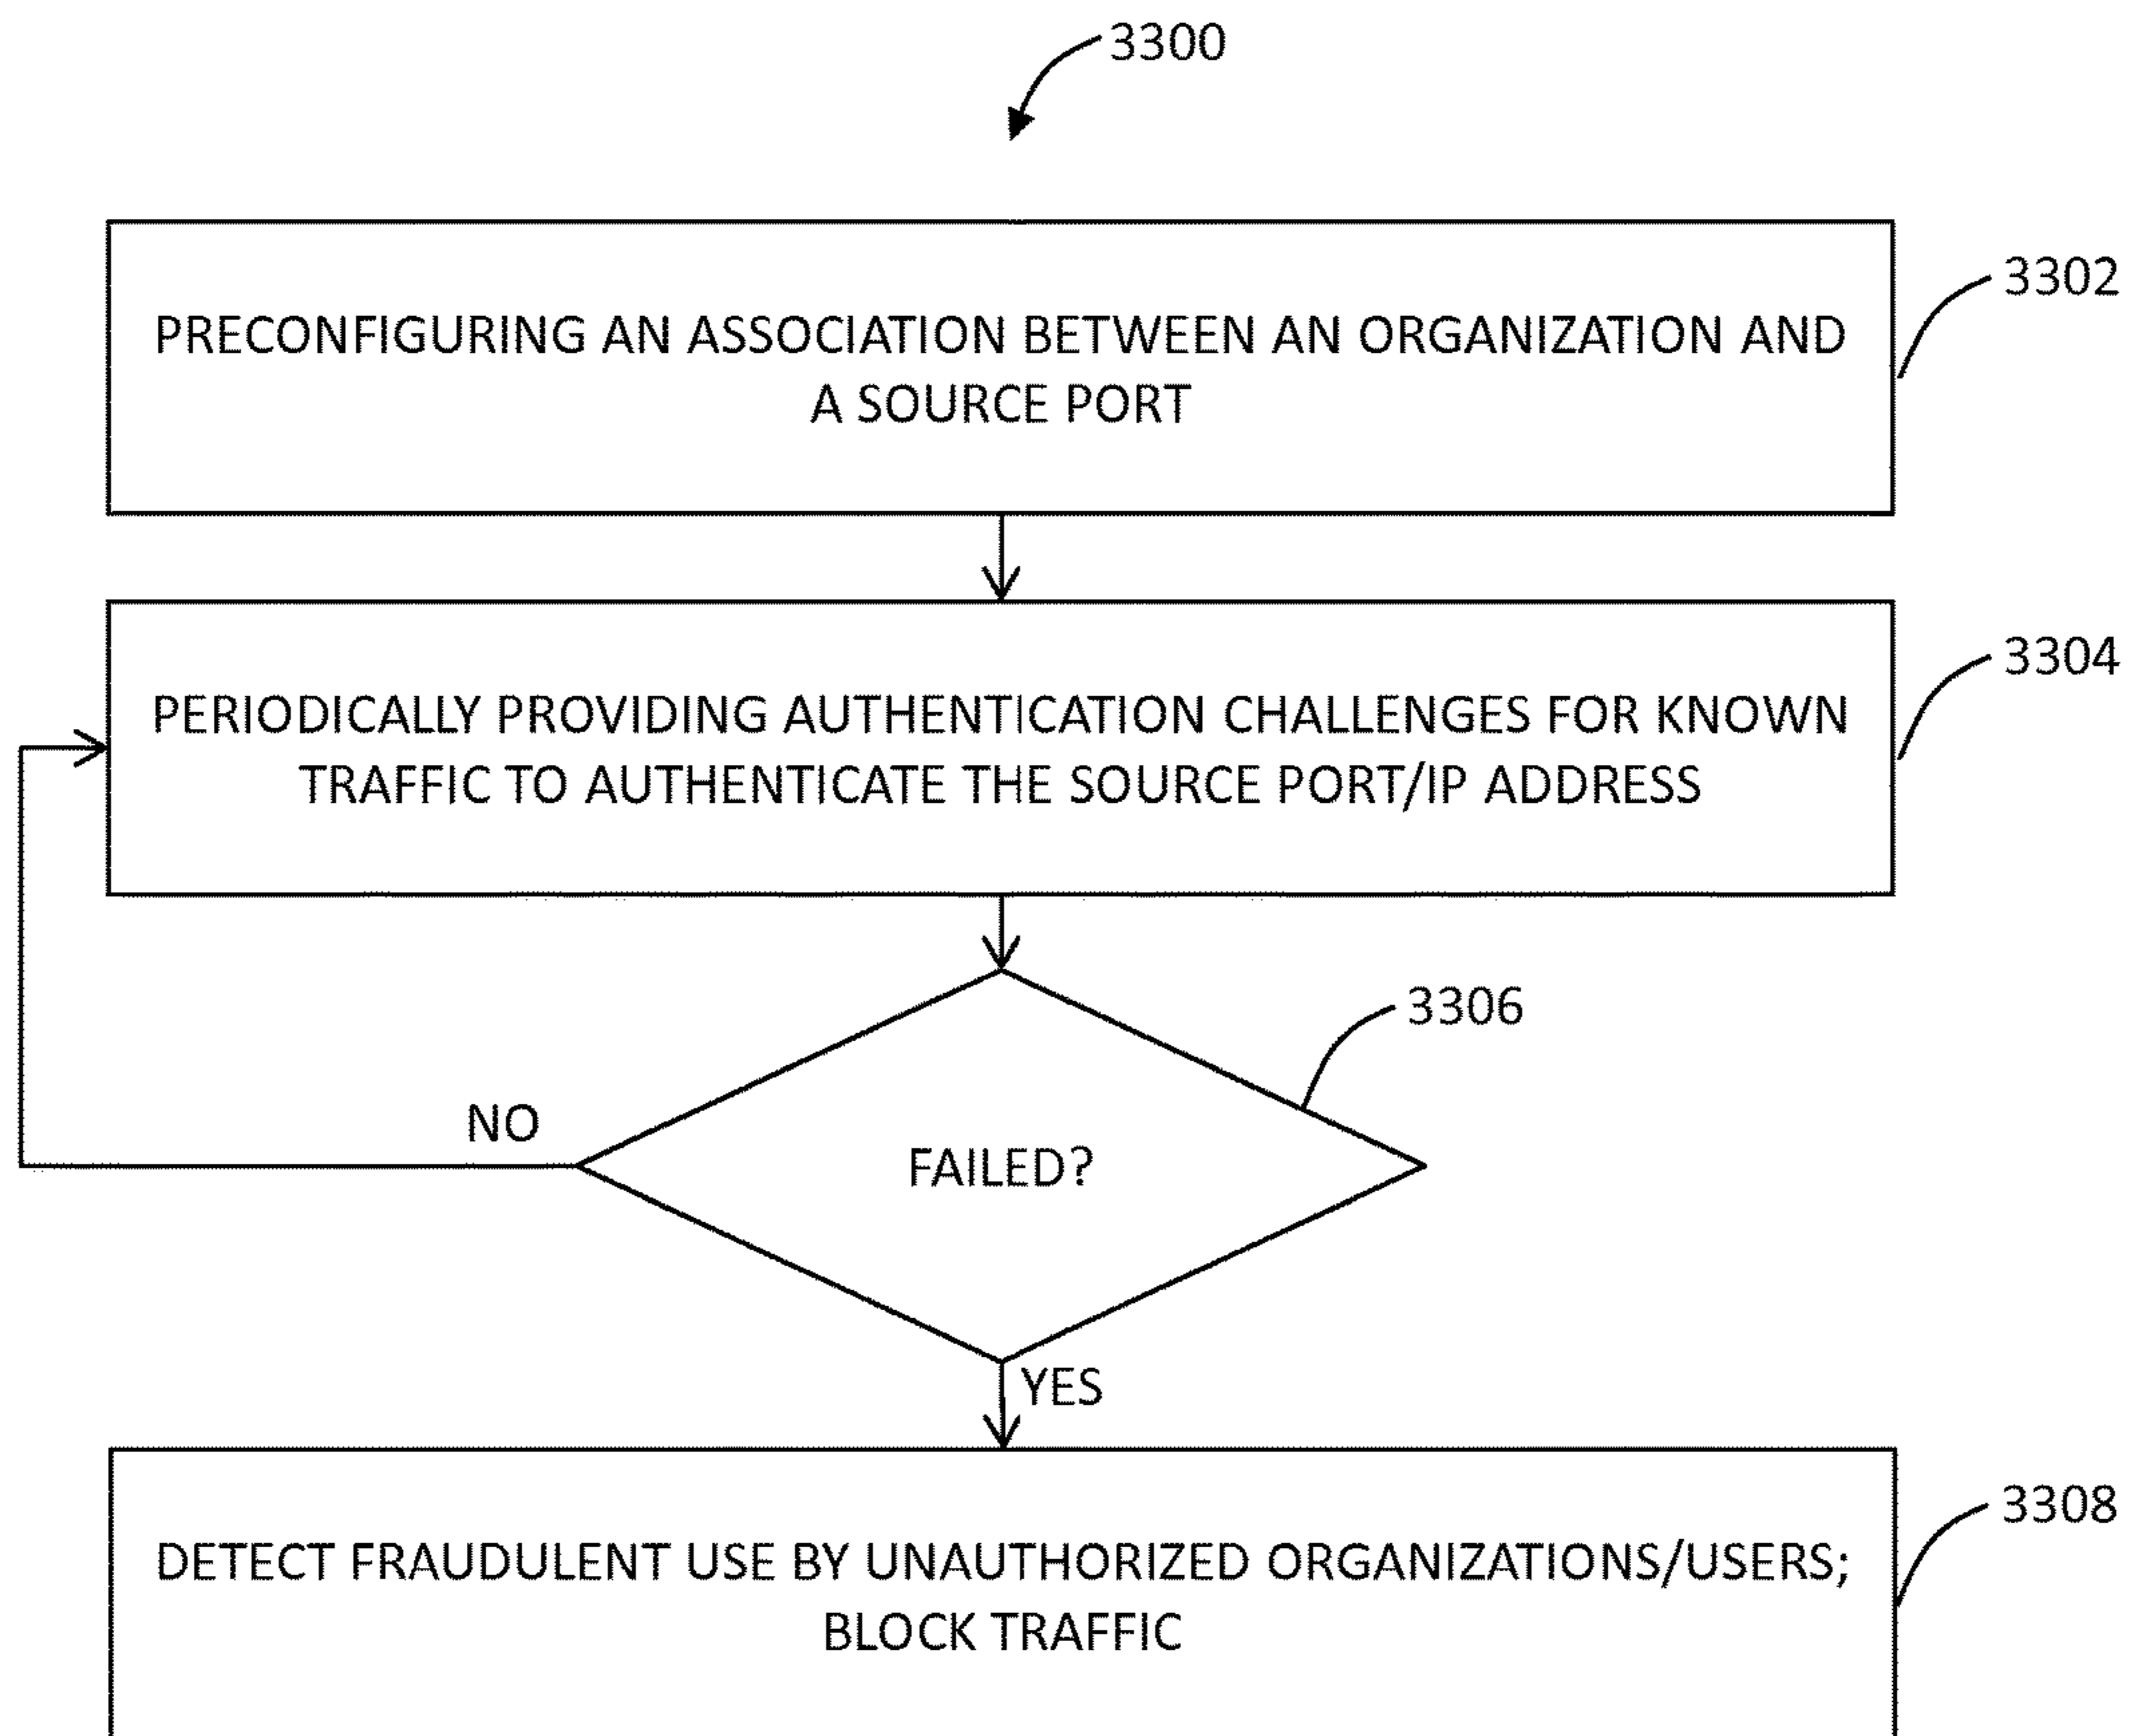 3300
3302
PRECONFIGURING AN ASSOCIATION BETWEEN AN ORGANIZATION AND
A SOURCE PORT
3304
PERIODICALLY PROVIDING AUTHENTICATION CHALLENGES FOR KNOWN
TRAFFIC TO AUTHENTICATE THE SOURCE PORT/IP ADDRESS
3306
NO
FAILED?
YES
3308
DETECT FRAUDULENT USE BY UNAUTHORIZED ORGANIZATIONS/USERS;
BLOCK TRAFFIC